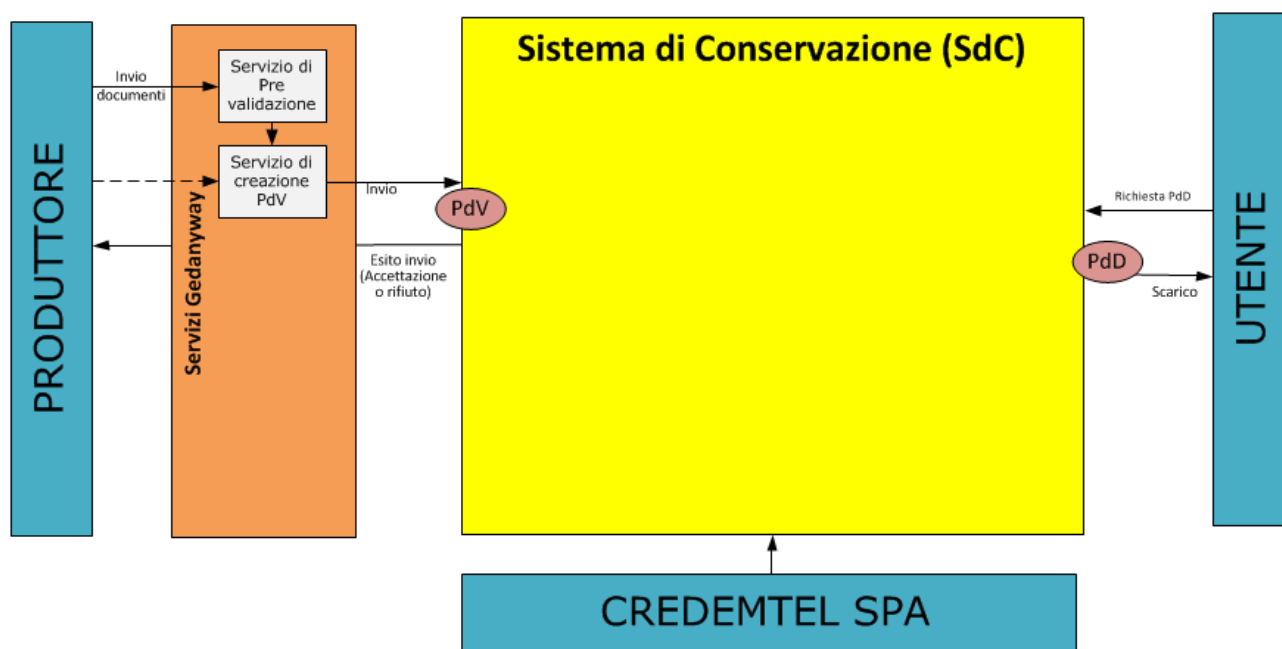 Sistema di Conservazione (SdC)
PRODUTTORE
Invio
documenti
Servizi Gedanyway
Servizio di
Pre
validazione
Servizio di
creazione
PdV
Invio
PdV
Esito invio
(Accettazione
o rifiuto)
Richiesta PdD
PdD
Scarico
UTENTE
CREDEMTEL SPA